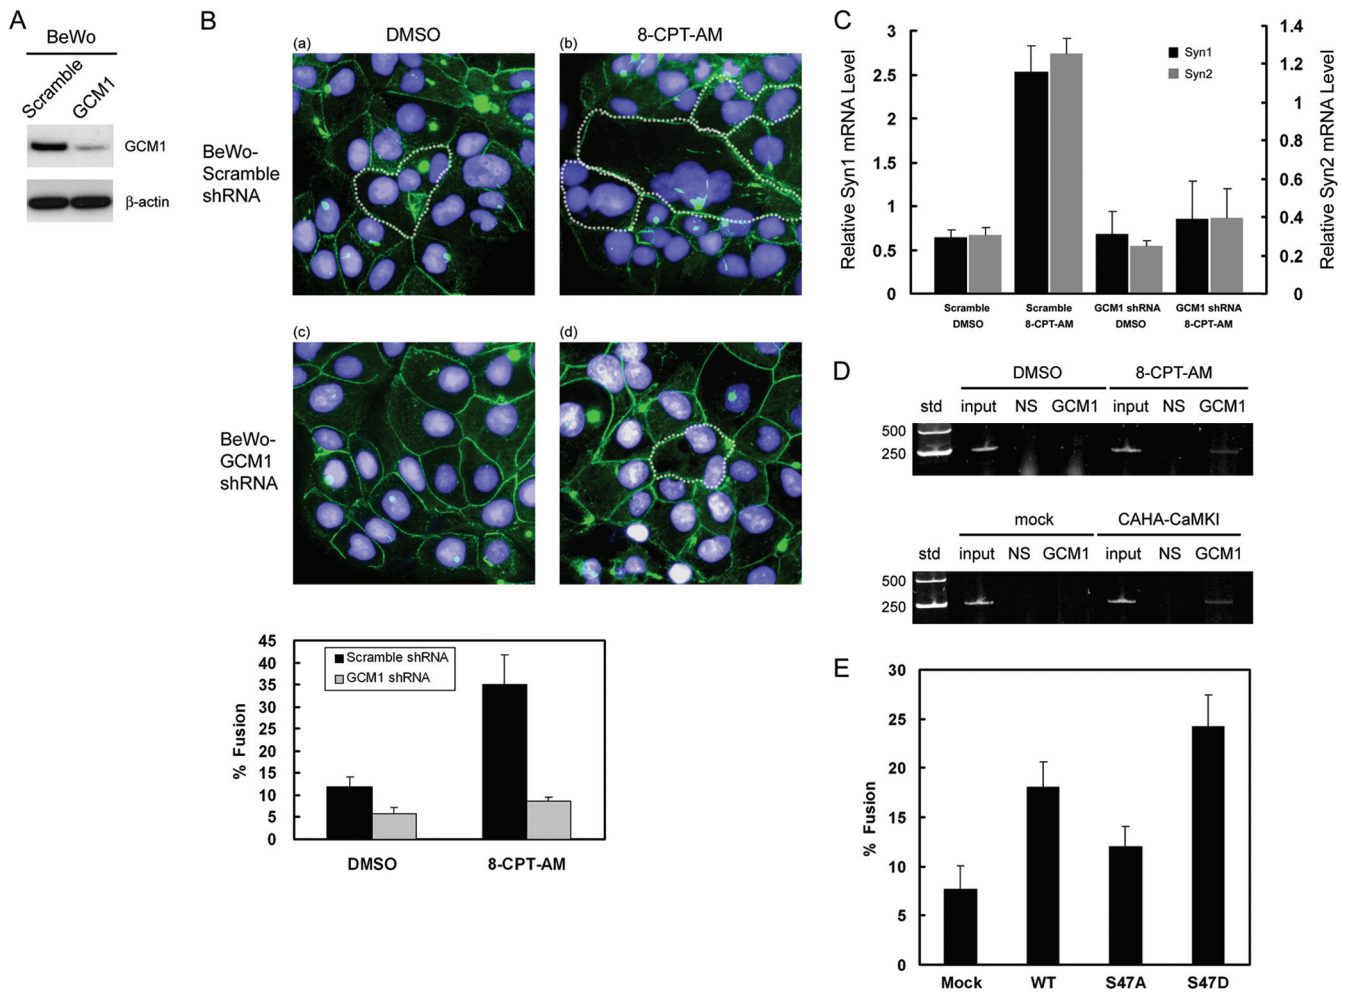 A
BeWo
Scramble
GCM1
GCM1
β-actin
B
DMSO
8-CPT-AM
(a)
(b)
BeWo-
Scramble
shRNA
(c)
(d)
BeWo-
GCM1
shRNA
45
40
35
30
25
20
15
10
5
0
% Fusion
Scramble shRNA
GCM1 shRNA
DMSO
8-CPT-AM
C
Relative Syn1 mRNA Level
3
2.5
2
1.5
1
0.5
0
Syn1
Syn2
1.4
1.2
1
0.8
0.6
0.4
0.2
0
Relative Syn2 mRNA Level
Scramble
DMSO
Scramble
8-CPT-AM
GCM1 shRNA
DMSO
GCM1 shRNA
8-CPT-AM
D
DMSO
8-CPT-AM
std input NS GCM1 input NS GCM1
500
250
mock
CAHA-CaMKI
std input NS GCM1 input NS GCM1
500
250
E
30
25
20
15
10
5
0
% Fusion
Mock
WT
S47A
S47D